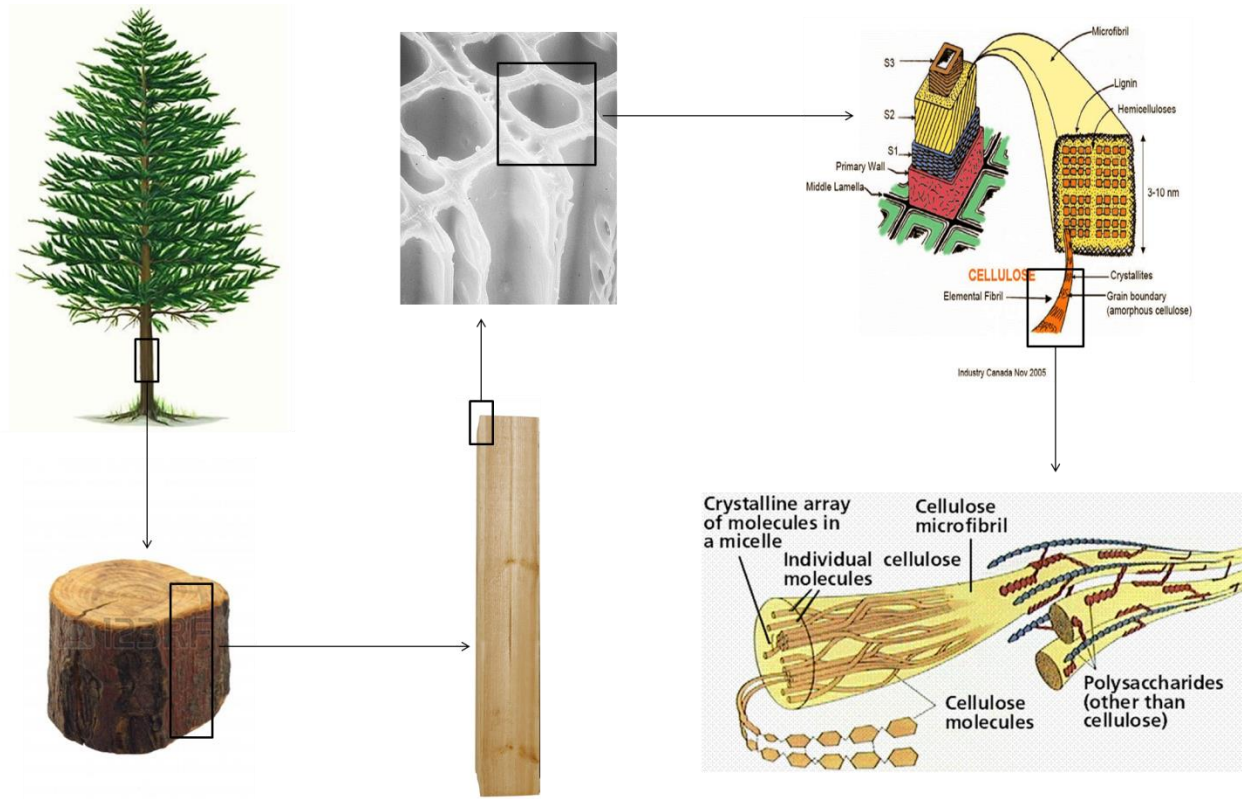 Microfibril
S3
Lignin
Hemicelluloses
S2
S1
Primary Wall
Middle Lamella
3-10 nm
CELLULOSE
Crystallites
Elemental Fibril
Grain boundary
(amorphous cellulose)
Industry Canada Nov 2005
Crystalline array
of molecules in
a micelle
Cellulose
microfibril
Individual cellulose
molecules
Cellulose
molecules
Polysaccharides
(other than
cellulose)